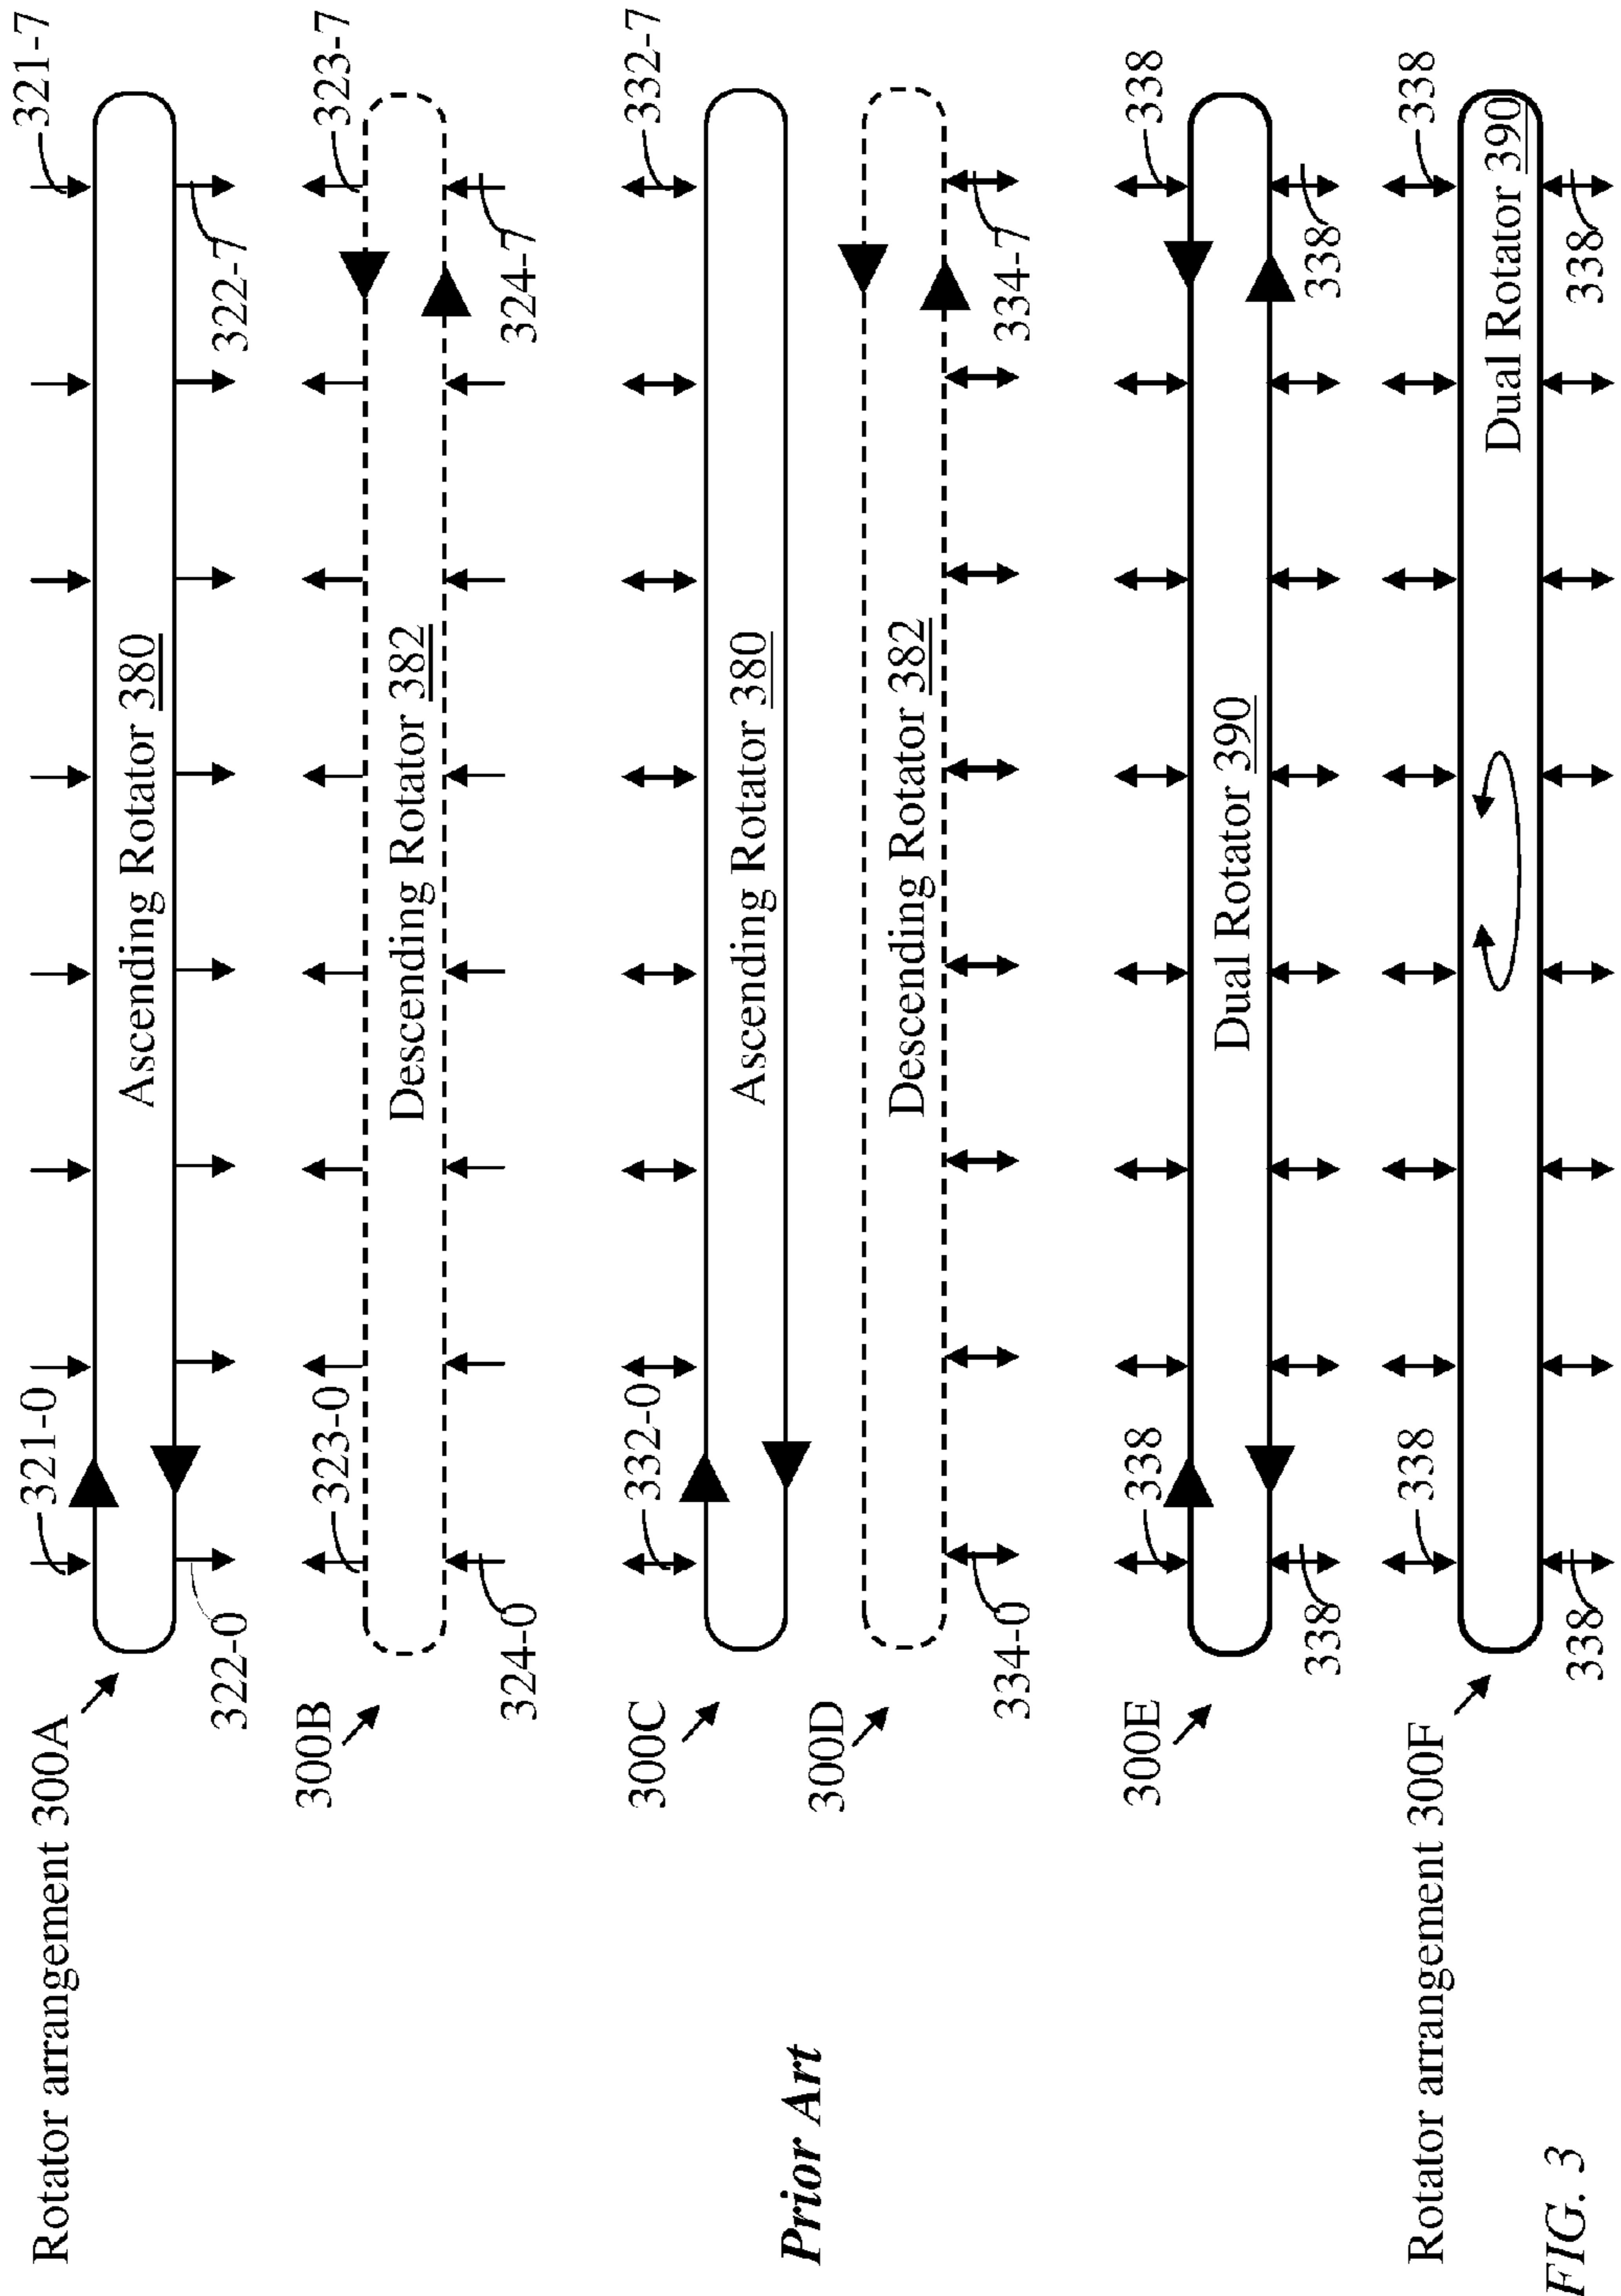 Rotator arrangement 300A
321-0
321-7
Ascending Rotator 380
322-0
322-7
300B
323-0
323-7
Descending Rotator 382
324-0
324-7
300C
332-0
332-7
Ascending Rotator 380
Prior Art
300D
Descending Rotator 382
334-0
334-7
300E
338
338
Dual Rotator 390
338
338
Rotator arrangement 300F
338
338
Dual Rotator 390
338
338
FIG. 3